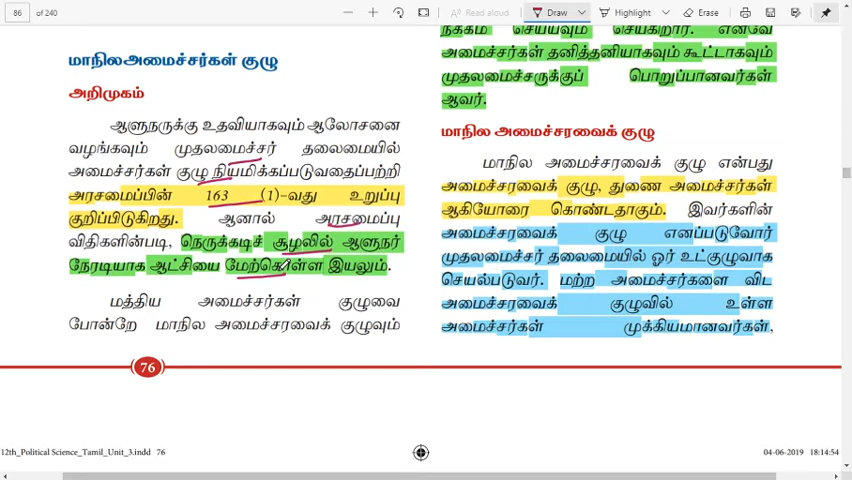 86
of 240
Read aloud
Draw
Highlight
Erase
மாநிலஅமைச்சர்கள் குழு
அறிமுகம்
ஆளுநருக்கு உதவியாகவும் ஆலோசனை
வழங்கவும் முதலமைச்சர் தலைமையில்
அமைச்சர்கள் குழு நியமிக்கப்படுவதைப்பற்றி
அரசமைப்பின் 163 (1)-வது உறுப்பு
குறிப்பிடுகிறது. ஆனால் அரசமைப்பு
விதிகளின்படி, நெருக்கடிச் சூழலில் ஆளுநர்
நேரடியாக ஆட்சியை மேற்கொள்ள இயலும்.
மத்திய அமைச்சர்கள் குழுவை
போன்றே மாநில அமைச்சரவைக் குழுவும்
நீக்கம் செய்யவும் செய்கிறார். எனவே
அமைச்சர்கள் தனித்தனியாகவும் கூட்டாகவும்
முதலமைச்சருக்குப் பொறுப்பானவர்கள்
ஆவர்.
மாநில அமைச்சரவைக் குழு
மாநில அமைச்சரவைக் குழு என்பது
அமைச்சரவைக் குழு, துணை அமைச்சர்கள்
ஆகியோரை கொண்டதாகும். இவர்களின்
அமைச்சரவைக் குழு எனப்படுவோர்
முதலமைச்சர் தலைமையில் ஓர் உட்குழுவாக
செயல்படுவர். மற்ற அமைச்சர்களை விட
அமைச்சரவைக் குழுவில் உள்ள
அமைச்சர்கள் முக்கியமானவர்கள்,
76
12th_Political Science_Tamil_Unit_3.indd 76
04-06-2019 18:14:54